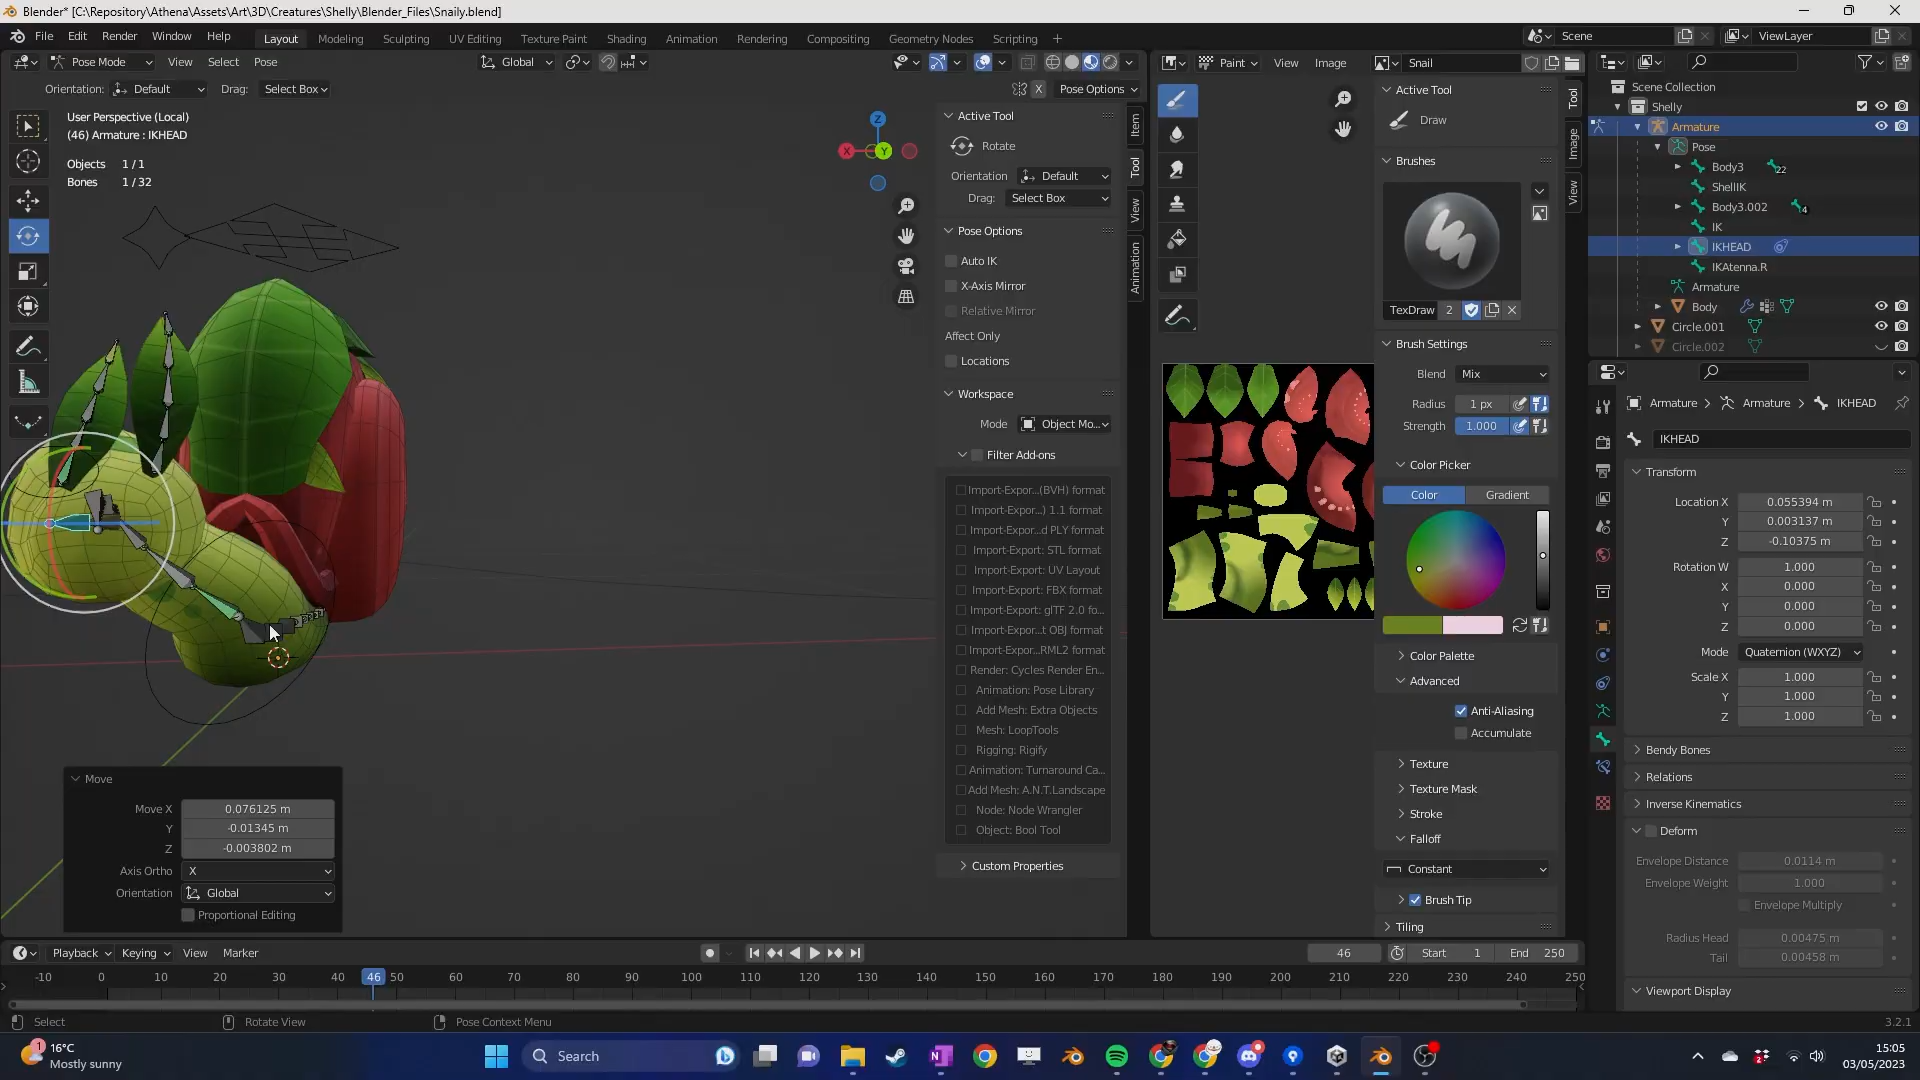 Blender* [C:\Repository\Athena\Assets\Art\3D\Creatures\Shelly\Blender_Files\Snaily.blend]
File Edit Render Window Help Layout Modeling Sculpting UV Editing Texture Paint Shading Animation Rendering Compositing Geometry Nodes Scripting + Scene ViewLayer
Pose Mode View Select Pose Global
Orientation: Default Drag: Select Box X Pose Options
User Perspective (Local)
(46) Armature : IKHEAD
Objects 1 / 1
Bones 1 / 32
Z
X
Y
Active Tool
Rotate
Orientation Default
Drag: Select Box
Pose Options
Auto IK
X-Axis Mirror
Relative Mirror
Affect Only
Locations
Workspace
Mode Object Mo...
Filter Add-ons
Import-Expor...(BVH) format
Import-Expor...) 1.1 format
Import-Expor...d PLY format
Import-Export: STL format
Import-Export: UV Layout
Import-Export: FBX format
Import-Export: glTF 2.0 fo...
Import-Expor...t OBJ format
Import-Expor...RML2 format
Render: Cycles Render En...
Animation: Pose Library
Add Mesh: Extra Objects
Mesh: LoopTools
Rigging: Rigify
Animation: Turnaround Ca...
Add Mesh: A.N.T.Landscape
Node: Node Wrangler
Object: Bool Tool
Custom Properties
Item
Tool
View
Animation
Move
Move X 0.076125 m
Y -0.01345 m
Z -0.003802 m
Axis Ortho X
Orientation Global
Proportional Editing
Paint View Image Snail
Active Tool
Draw
Brushes
TexDraw 2
Brush Settings
Blend Mix
Radius 1 px
Strength 1.000
Color Picker
Color Gradient
Color Palette
Advanced
Anti-Aliasing
Accumulate
Texture
Texture Mask
Stroke
Falloff
Constant
Brush Tip
Tiling
Tool
Image
View
Scene Collection
Shelly
Armature
Pose
Body3 22
ShellIK
Body3.002 4
IK
IKHEAD
IKAtenna.R
Armature
Body
Circle.001
Circle.002
Armature > Armature > IKHEAD
IKHEAD
Transform
Location X 0.055394 m
Y 0.003137 m
Z -0.10375 m
Rotation W 1.000
X 0.000
Y 0.000
Z 0.000
Mode Quaternion (WXYZ)
Scale X 1.000
Y 1.000
Z 1.000
Bendy Bones
Relations
Inverse Kinematics
Deform
Envelope Distance 0.0114 m
Envelope Weight 1.000
Envelope Multiply
Radius Head 0.00475 m
Tail 0.00458 m
Viewport Display
Playback Keying View Marker 46 Start 1 End 250
-10 0 10 20 30 40 46 50 60 70 80 90 100 110 120 130 140 150 160 170 180 190 200 210 220 230 240 250
Select Rotate View Pose Context Menu 3.2.1
1 16°C
Mostly sunny
Search
15:05
03/05/2023